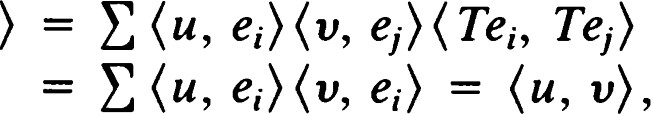 ⟩ = ∑ ⟨u, e_i⟩⟨v, e_j⟩⟨Te_i, Te_j⟩
= ∑ ⟨u, e_i⟩⟨v, e_i⟩ = ⟨u, v⟩,